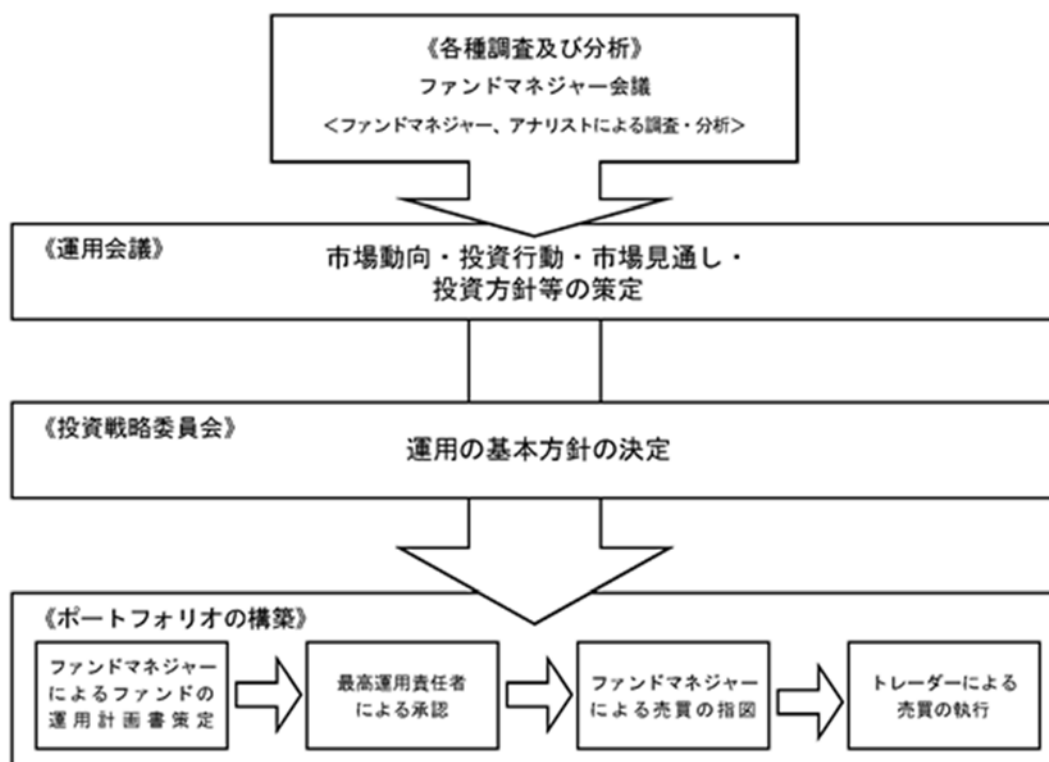 《各種調査及び分析》
ファンドマネジャー会議
＜ファンドマネジャー、アナリストによる調査・分析＞
《運用会議》
市場動向・投資行動・市場見通し・
投資方針等の策定
《投資戦略委員会》
運用の基本方針の決定
《ポートフォリオの構築》
ファンドマネジャー
によるファンドの
運用計画書策定
最高運用責任者
による承認
ファンドマネジャー
による売買の指図
トレーダーによる
売買の執行